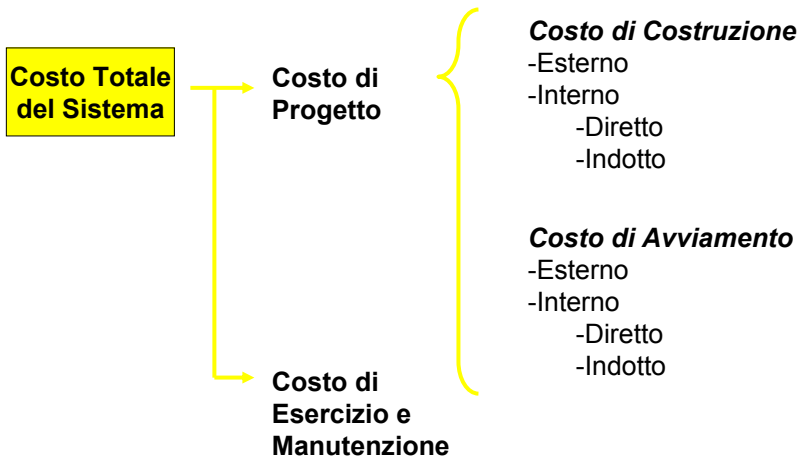 Costo Totale
del Sistema
Costo di
Progetto
Costo di Costruzione
-Esterno
-Interno
-Diretto
-Indotto
Costo di Avviamento
-Esterno
-Interno
-Diretto
-Indotto
Costo di
Esercizio e
Manutenzione